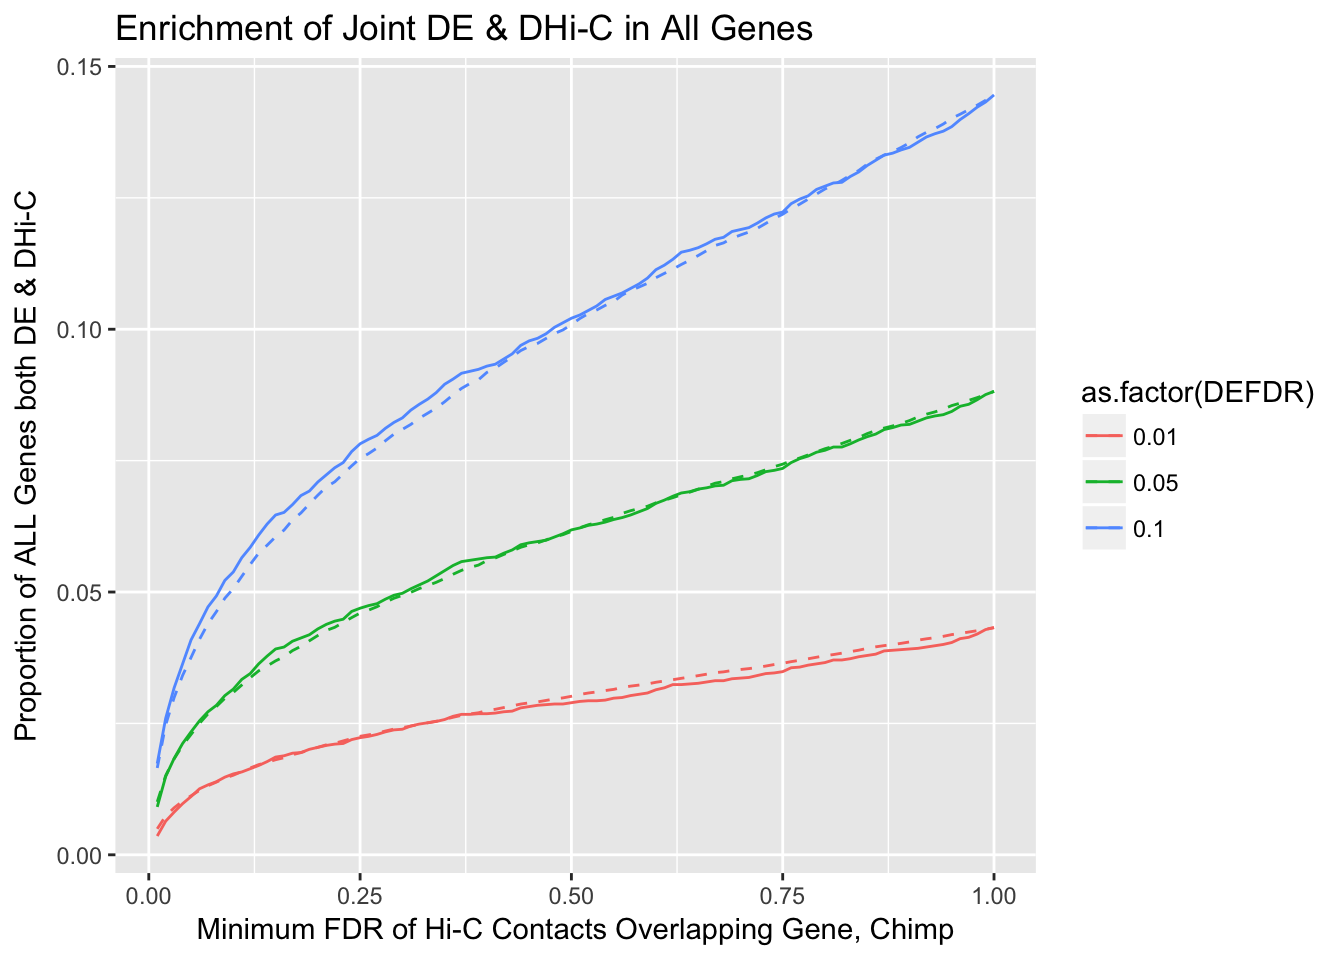 Enrichment of Joint DE & DHi-C in All Genes
Proportion of ALL Genes both DE & DHi-C
0.15
0.10
0.05
0.00
0.00 0.25 0.50 0.75 1.00
Minimum FDR of Hi-C Contacts Overlapping Gene, Chimp
as.factor(DEFDR)
0.01
0.05
0.1